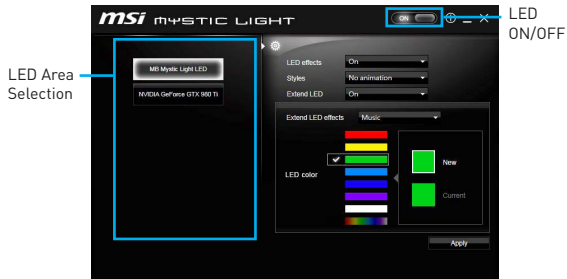 msi MYSTIC LIGHT
ON
LED
ON/OFF
LED Area
Selection
MB Mystic Light LED
NVIDIA GeForce GTX 980 Ti
LED effects On
Styles No animation
Extend LED On
Extend LED effects Music
LED color
New
Current
Apply